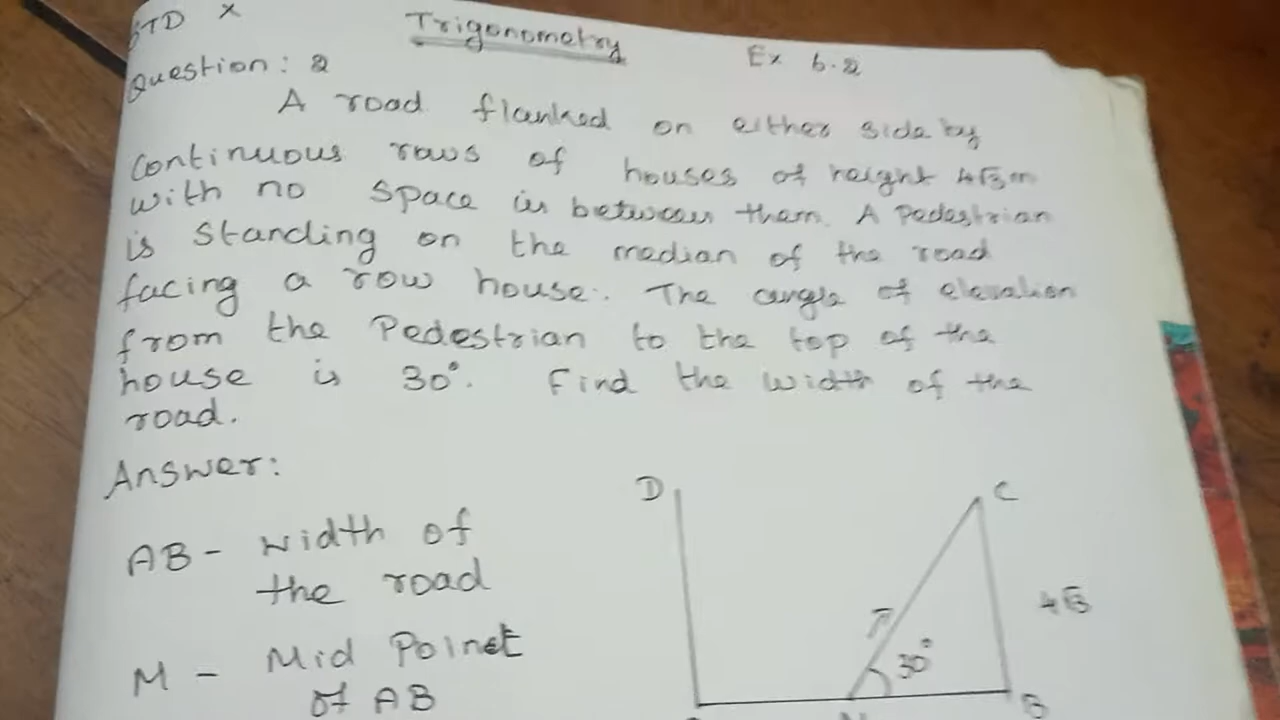 STD X
Trigonometry
Ex 6.2
Question: 2
A road flanked on either side by
continuous rows of houses of height 4√3 m
with no space in between them. A Pedestrian
is standing on the median of the road
facing a row house. The angle of elevation
from the Pedestrian to the top of the
house is 30°. Find the width of the
road.
Answer:
AB - width of
the road
M - Mid Point
of AB
D
C
4√3
30°
B